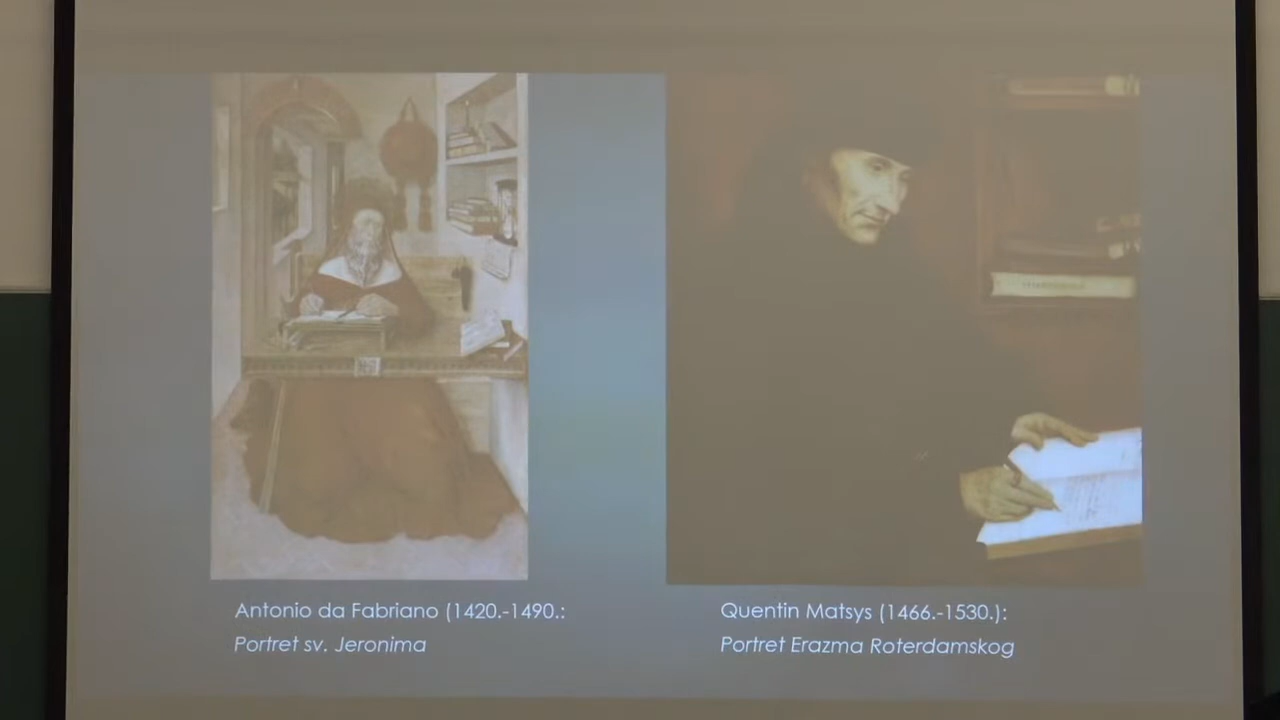 Antonio da Fabriano (1420.-1490.:
Portret sv. Jeronima
Quentin Matsys (1466.-1530.):
Portret Erazma Roterdamskog